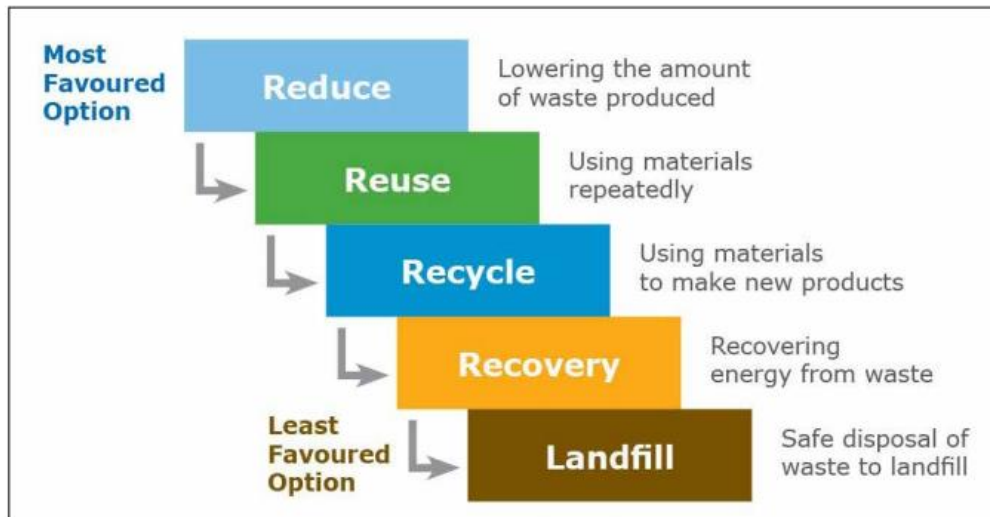 Most
Favoured
Option
Reduce
Lowering the amount
of waste produced
Reuse
Using materials
repeatedly
Recycle
Using materials
to make new products
Recovery
Recovering
energy from waste
Least
Favoured
Option
Landfill
Safe disposal of
waste to landfill